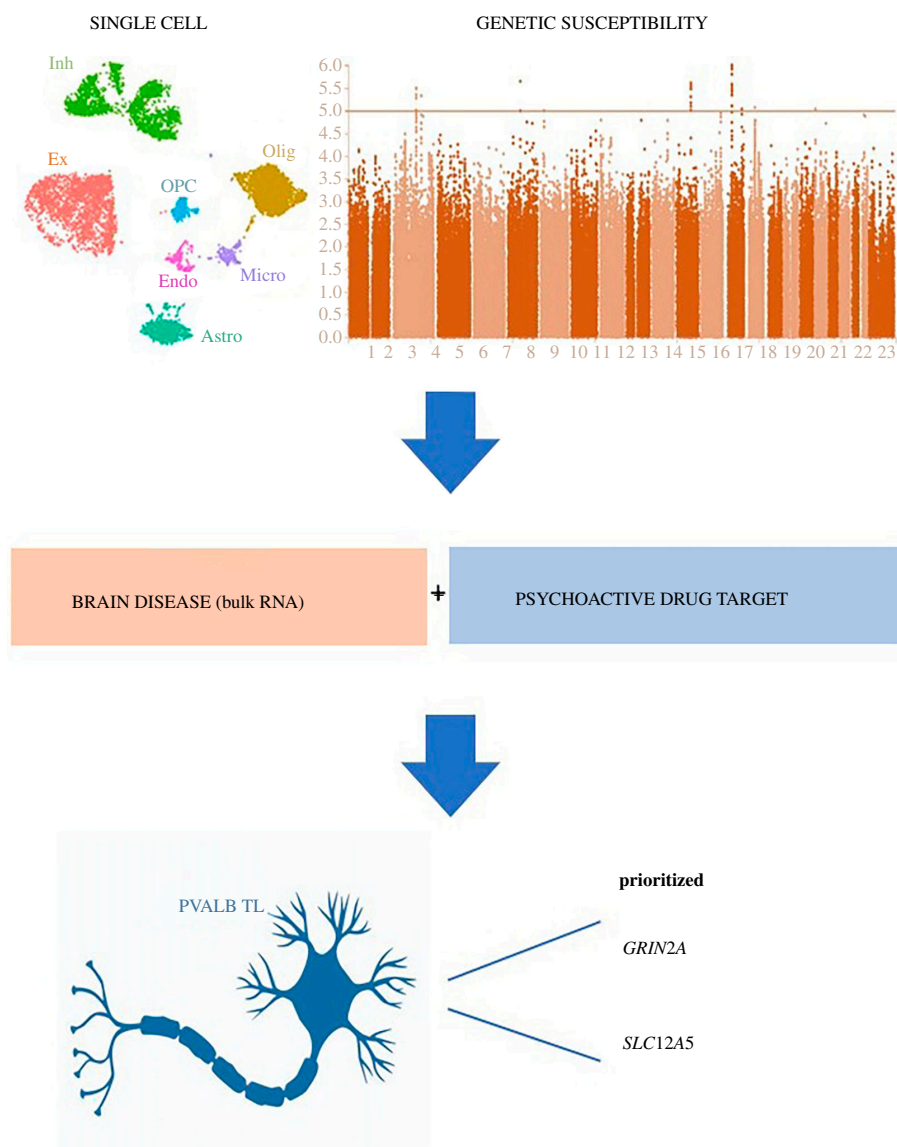 SINGLE CELL
GENETIC SUSCEPTIBILITY
Inh
Ex
OPC
Olig
Endo
Micro
Astro
6.0
5.5
5.0
4.5
4.0
3.5
3.0
2.5
2.0
1.5
1.0
0.5
0.0
1 2 3 4 5 6 7 8 9 10 11 12 13 14 15 16 17 18 19 20 21 22 23
BRAIN DISEASE (bulk RNA)
+
PSYCHOACTIVE DRUG TARGET
PVALB TL
prioritized
GRIN2A
SLC12A5